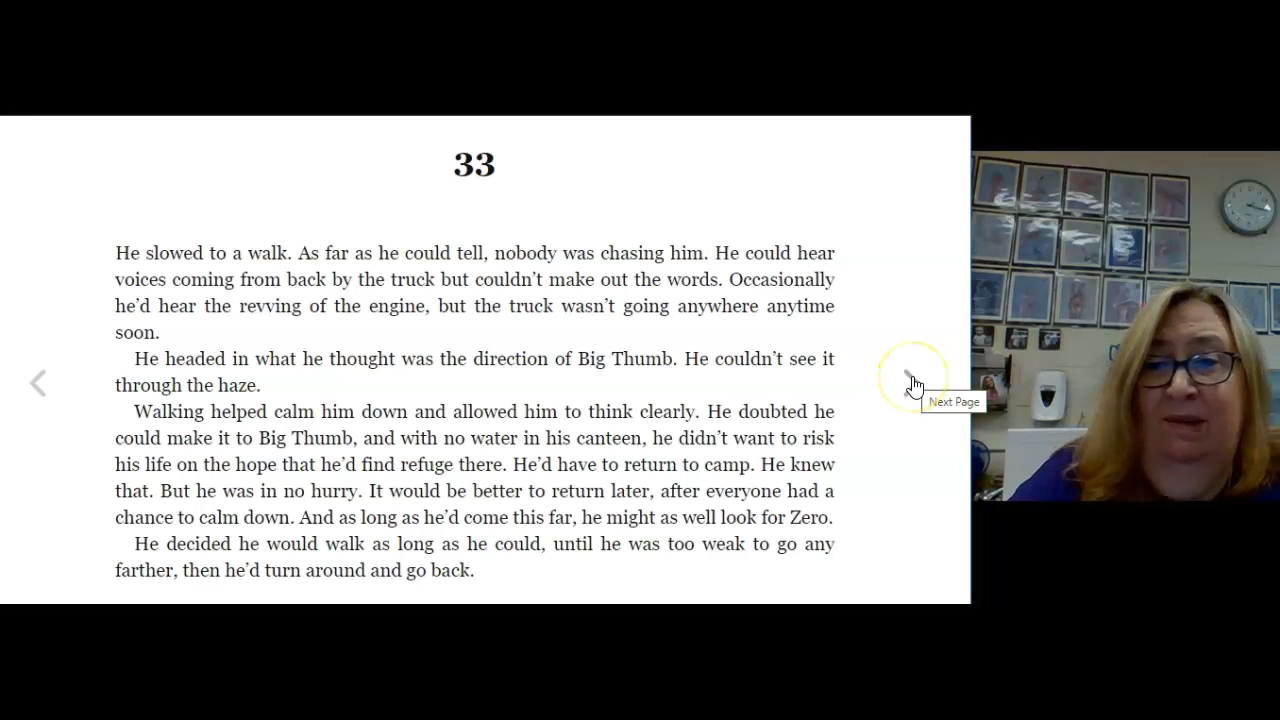 33
He slowed to a walk. As far as he could tell, nobody was chasing him. He could hear
voices coming from back by the truck but couldn’t make out the words. Occasionally
he’d hear the revving of the engine, but the truck wasn’t going anywhere anytime
soon.
He headed in what he thought was the direction of Big Thumb. He couldn’t see it
through the haze.
Walking helped calm him down and allowed him to think clearly. He doubted he
could make it to Big Thumb, and with no water in his canteen, he didn’t want to risk
his life on the hope that he’d find refuge there. He’d have to return to camp. He knew
that. But he was in no hurry. It would be better to return later, after everyone had a
chance to calm down. And as long as he’d come this far, he might as well look for Zero.
He decided he would walk as long as he could, until he was too weak to go any
farther, then he’d turn around and go back.
Next Page